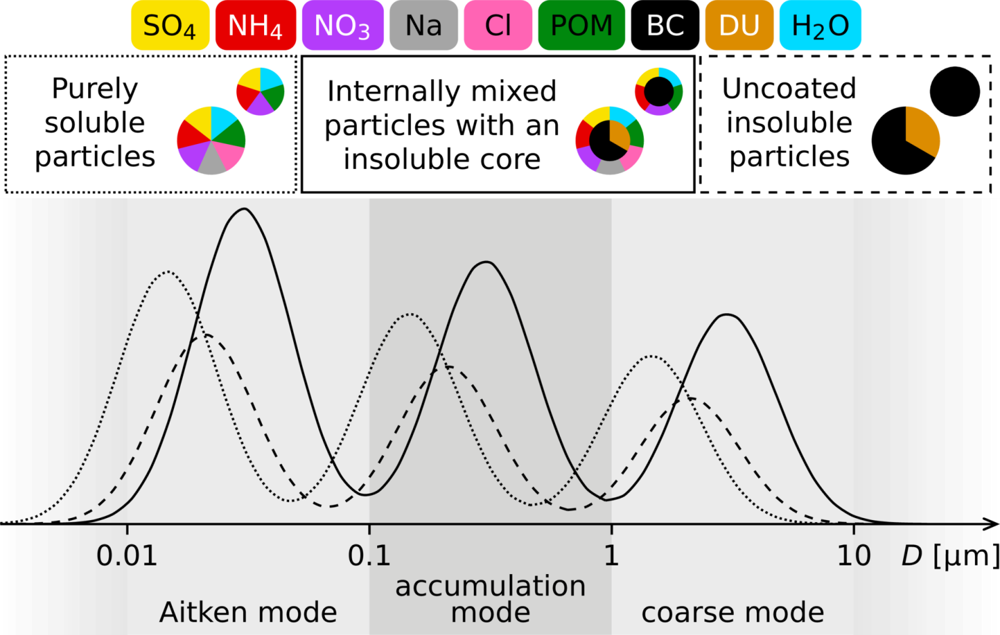 SO₄ NH₄ NO₃ Na Cl POM BC DU H₂O
Purely
soluble
particles
Internally mixed
particles with an
insoluble core
Uncoated
insoluble
particles
0.01 0.1 1 10 D [μm]
Aitken mode
accumulation
mode
coarse mode